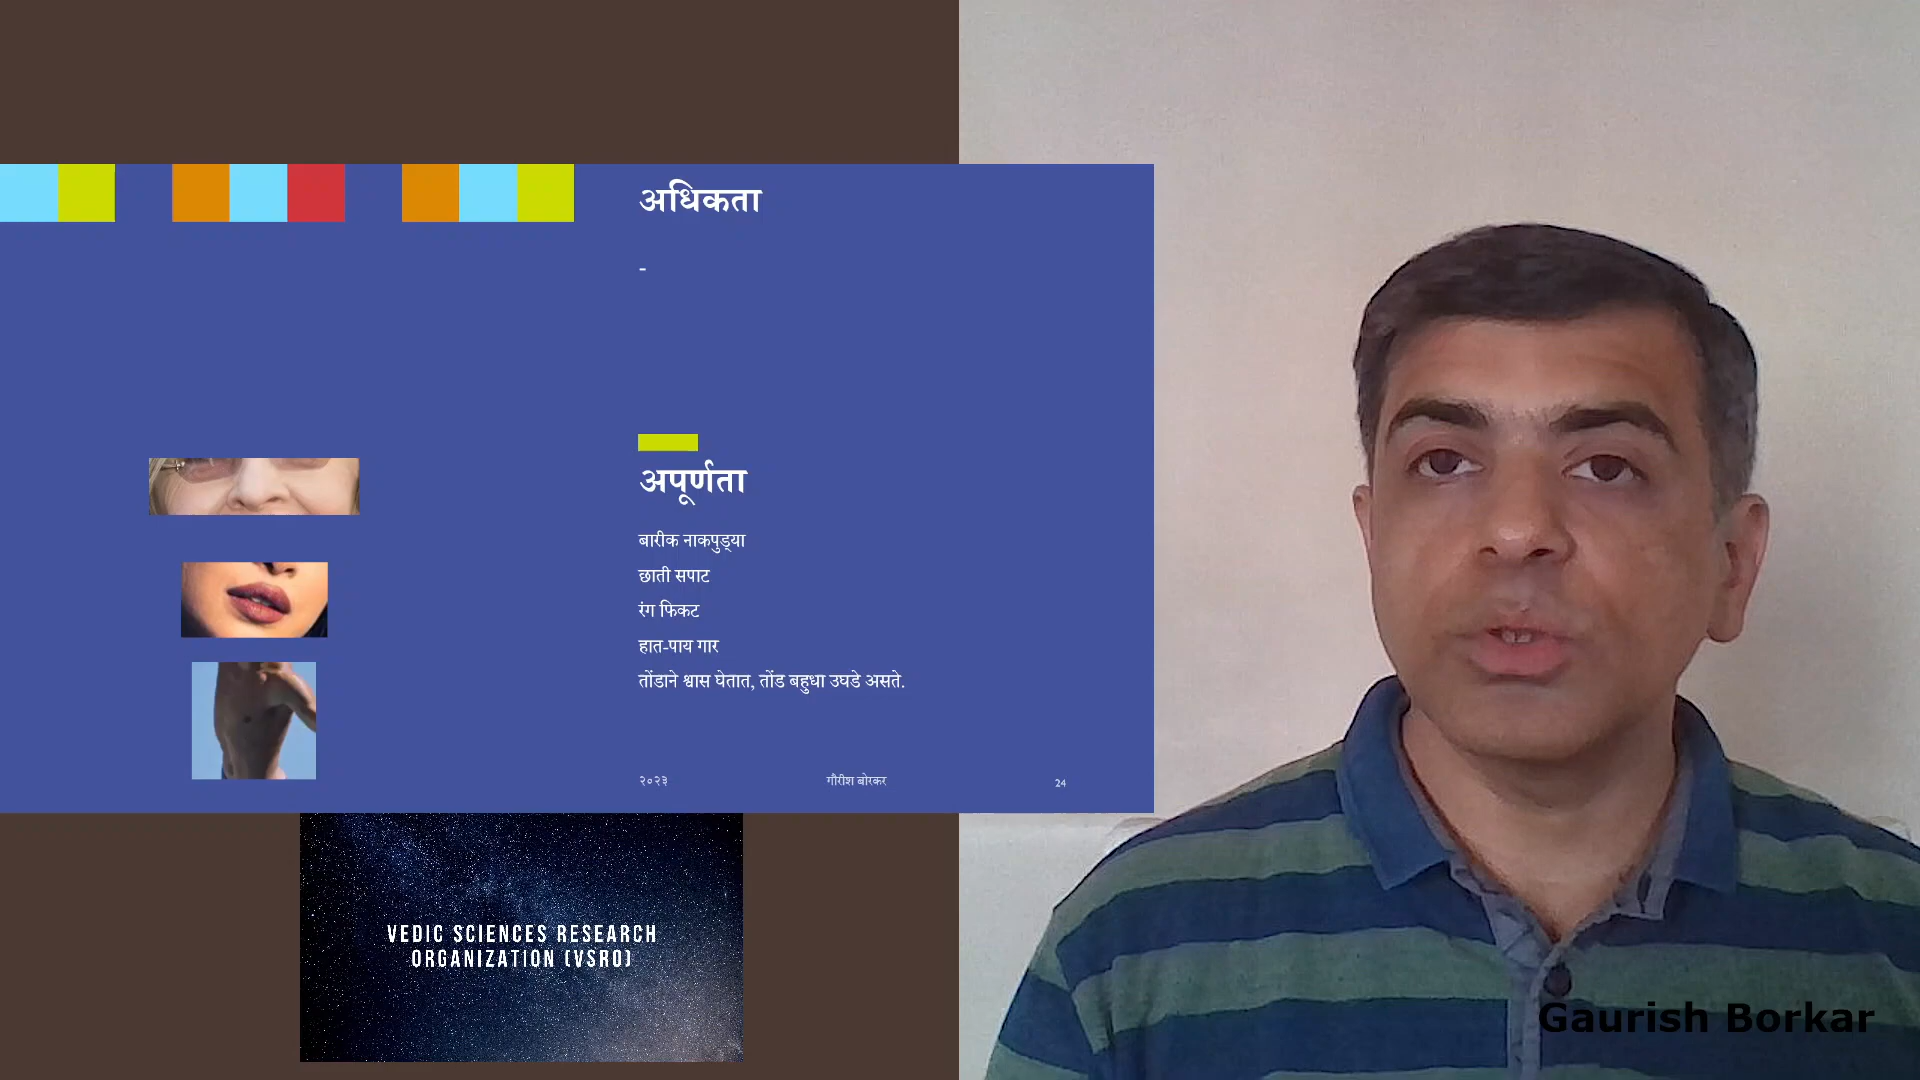 अधिकता
-
अपूर्णता
बारीक नाकपुड्या
छाती सपाट
रंग फिकट
हात-पाय गार
तोंडाने श्वास घेतात, तोंड बहुधा उघडे असते.
२०२३ गौरीश बोरकर 24
VEDIC SCIENCES RESEARCH
ORGANIZATION (VSRO)
Gaurish Borkar